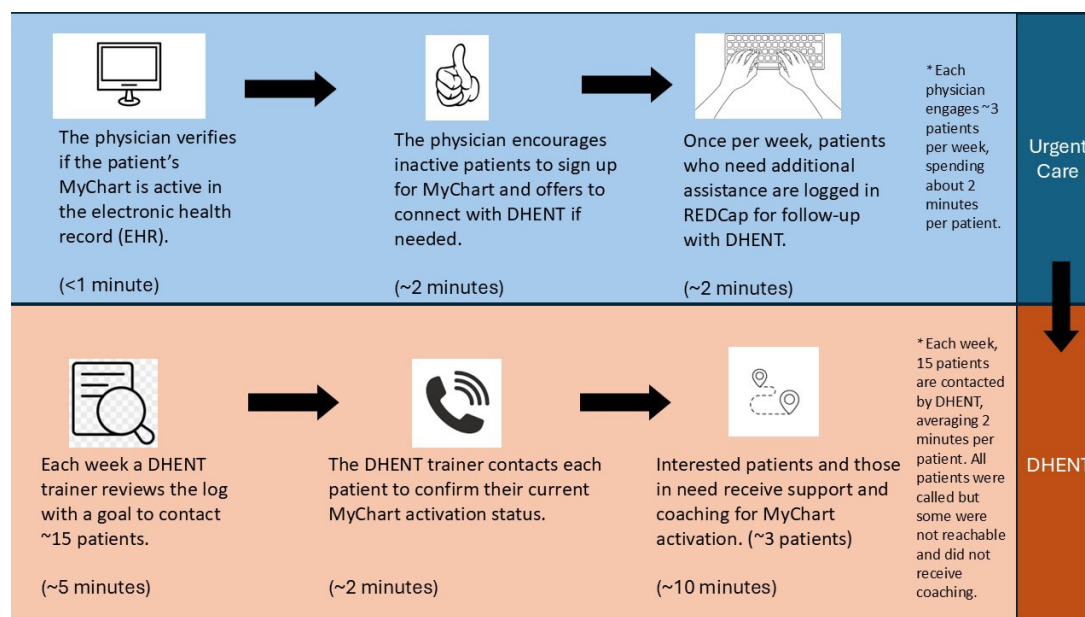 The physician verifies
if the patient's
MyChart is active in
the electronic health
record (EHR).
(<1 minute)
The physician encourages
inactive patients to sign up
for MyChart and offers to
connect with DHENT if
needed.
(~2 minutes)
Once per week, patients
who need additional
assistance are logged in
REDCap for follow-up
with DHENT.
(~2 minutes)
* Each
physician
engages ~3
patients
per week,
spending
about 2
minutes
per patient.
Urgent
Care
Each week a DHENT
trainer reviews the log
with a goal to contact
~15 patients.
(~5 minutes)
The DHENT trainer contacts each
patient to confirm their current
MyChart activation status.
(~2 minutes)
Interested patients and those
in need receive support and
coaching for MyChart
activation. (~3 patients)
(~10 minutes)
* Each week,
15 patients
are contacted
by DHENT,
averaging 2
minutes per
patient. All
patients were
called but
some were
not reachable
and did not
receive
coaching.
DHENT